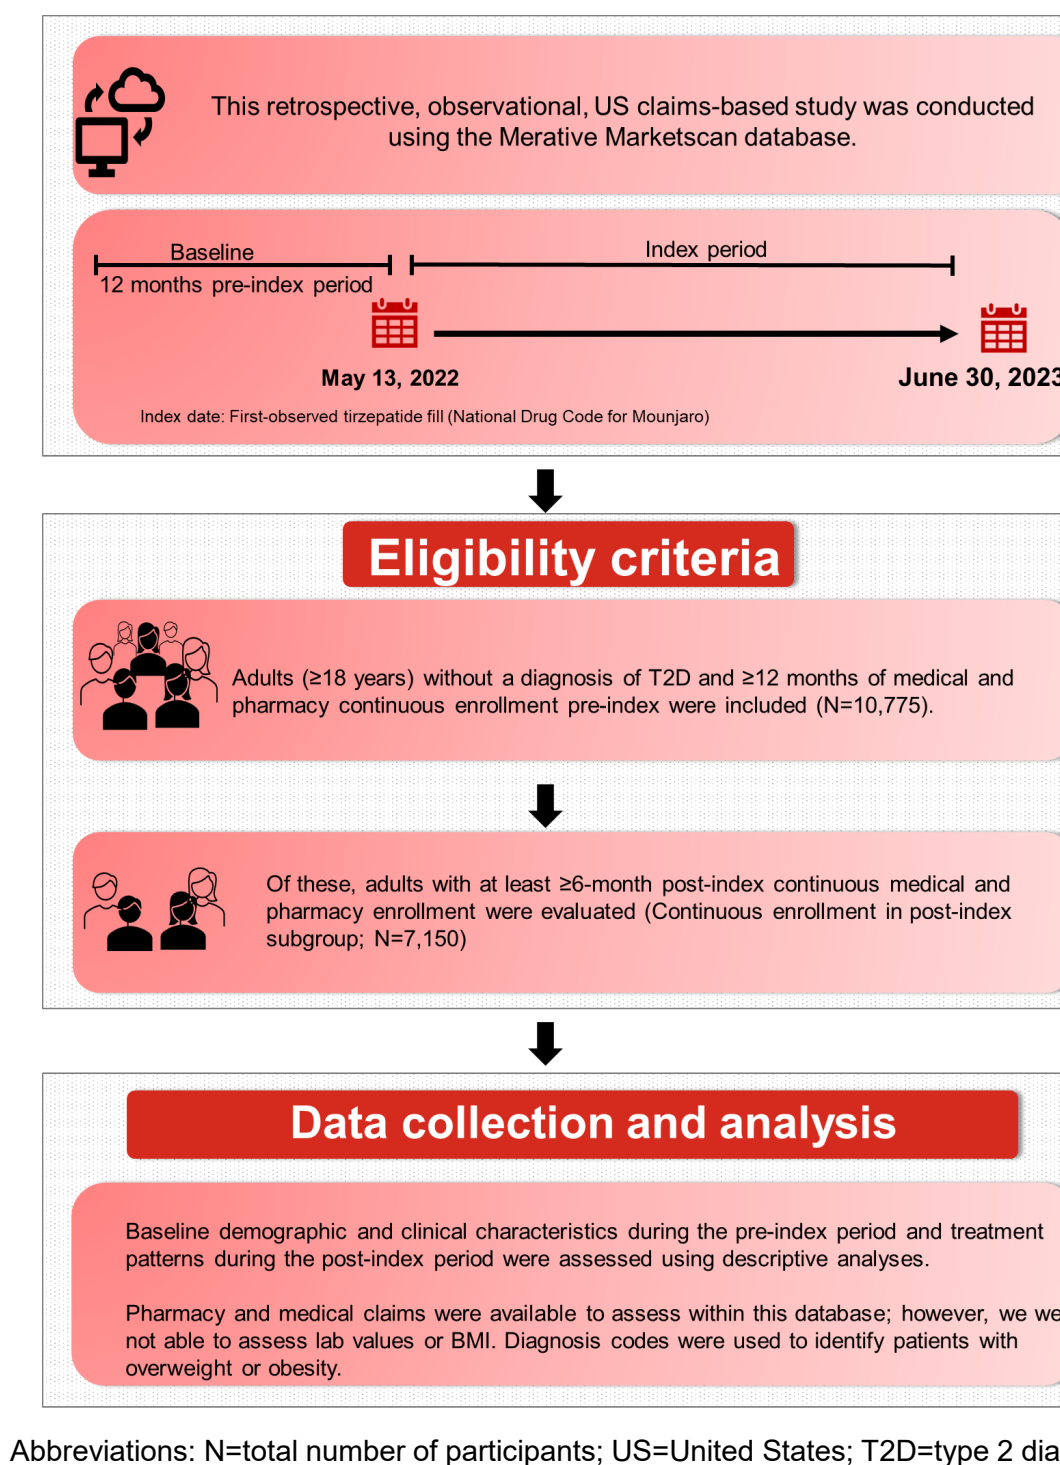 This retrospective, observational, US claims-based study was conducted
using the Merative Marketscan database.
Baseline
12 months pre-index period
Index period
May 13, 2022
June 30, 2023
Index date: First-observed tirzepatide fill (National Drug Code for Mounjaro)
Eligibility criteria
Adults (≥18 years) without a diagnosis of T2D and ≥12 months of medical and
pharmacy continuous enrollment pre-index were included (N=10,775).
Of these, adults with at least ≥6-month post-index continuous medical and
pharmacy enrollment were evaluated (Continuous enrollment in post-index
subgroup; N=7,150)
Data collection and analysis
Baseline demographic and clinical characteristics during the pre-index period and treatment
patterns during the post-index period were assessed using descriptive analyses.
Pharmacy and medical claims were available to assess within this database; however, we we
not able to assess lab values or BMI. Diagnosis codes were used to identify patients with
overweight or obesity.
Abbreviations: N=total number of participants; US=United States; T2D=type 2 dia